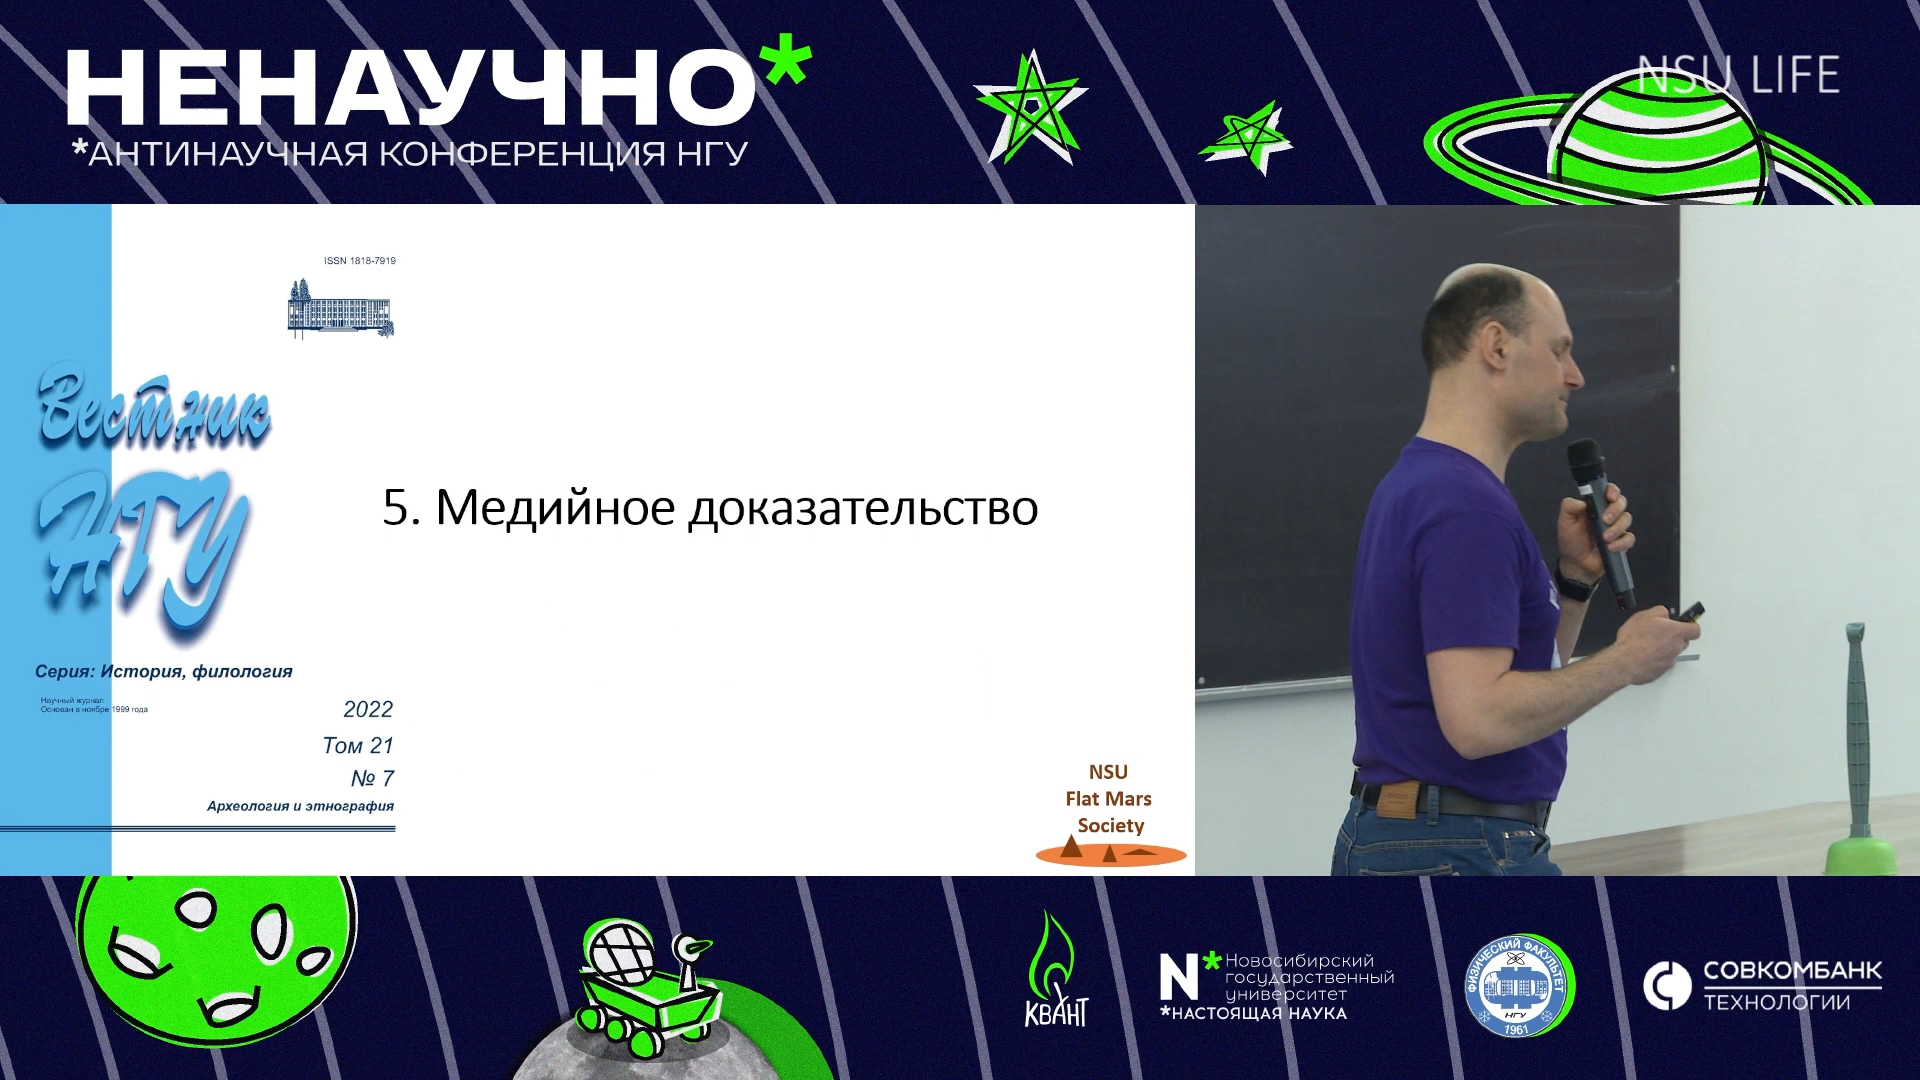 НЕНАУЧНО*
*АНТИНАУЧНАЯ КОНФЕРЕНЦИЯ НГУ
NSU LIFE
ISSN 1818-7919
Вестник
НГУ
5. Медийное доказательство
Серия: История, филология
Научный журнал
Основан в ноябре 1999 года
2022
Том 21
№ 7
Археология и этнография
NSU
Flat Mars
Society
КВАНТ
N*
Новосибирский
государственный
университет
*НАСТОЯЩАЯ НАУКА
ФИЗИЧЕСКИЙ ФАКУЛЬТЕТ
НГУ
1961
СОВКОМБАНК
ТЕХНОЛОГИИ